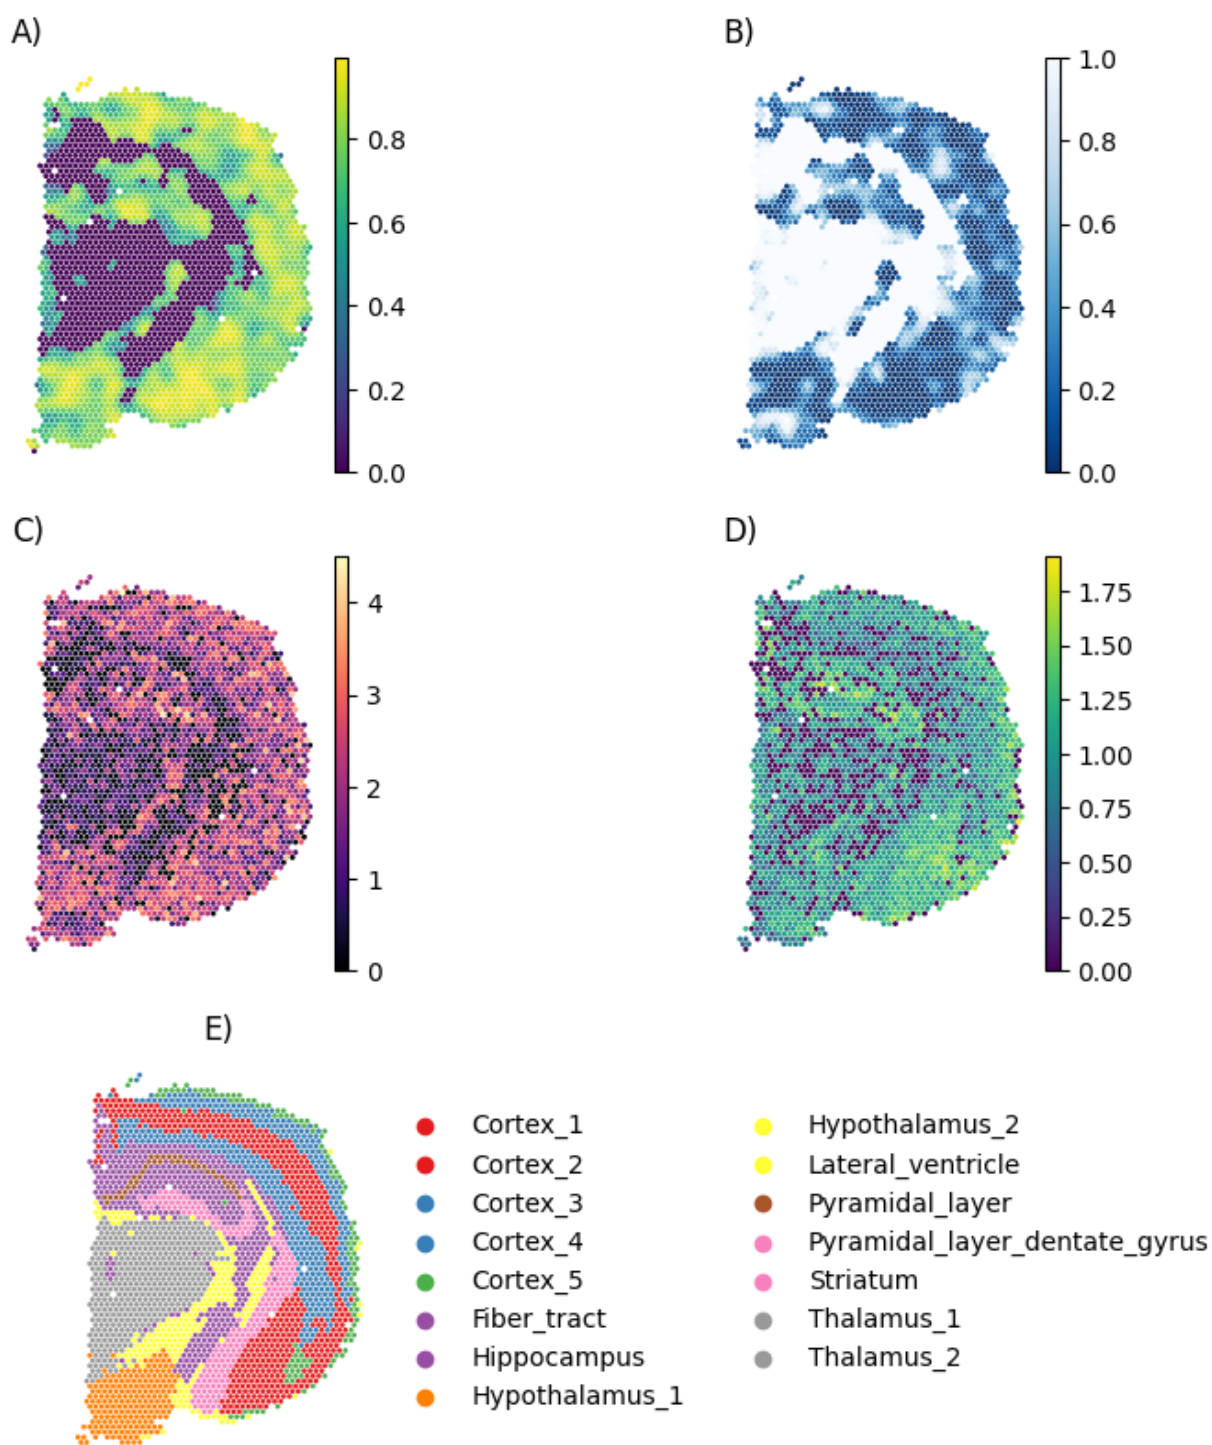 A)
0.8
0.6
0.4
0.2
0.0
B)
1.0
0.8
0.6
0.4
0.2
0.0
C)
4
3
2
1
0
D)
1.75
1.50
1.25
1.00
0.75
0.50
0.25
0.00
E)
Cortex_1
Cortex_2
Cortex_3
Cortex_4
Cortex_5
Fiber_tract
Hippocampus
Hypothalamus_1
Hypothalamus_2
Lateral_ventricle
Pyramidal_layer
Pyramidal_layer_dentate_gyrus
Striatum
Thalamus_1
Thalamus_2